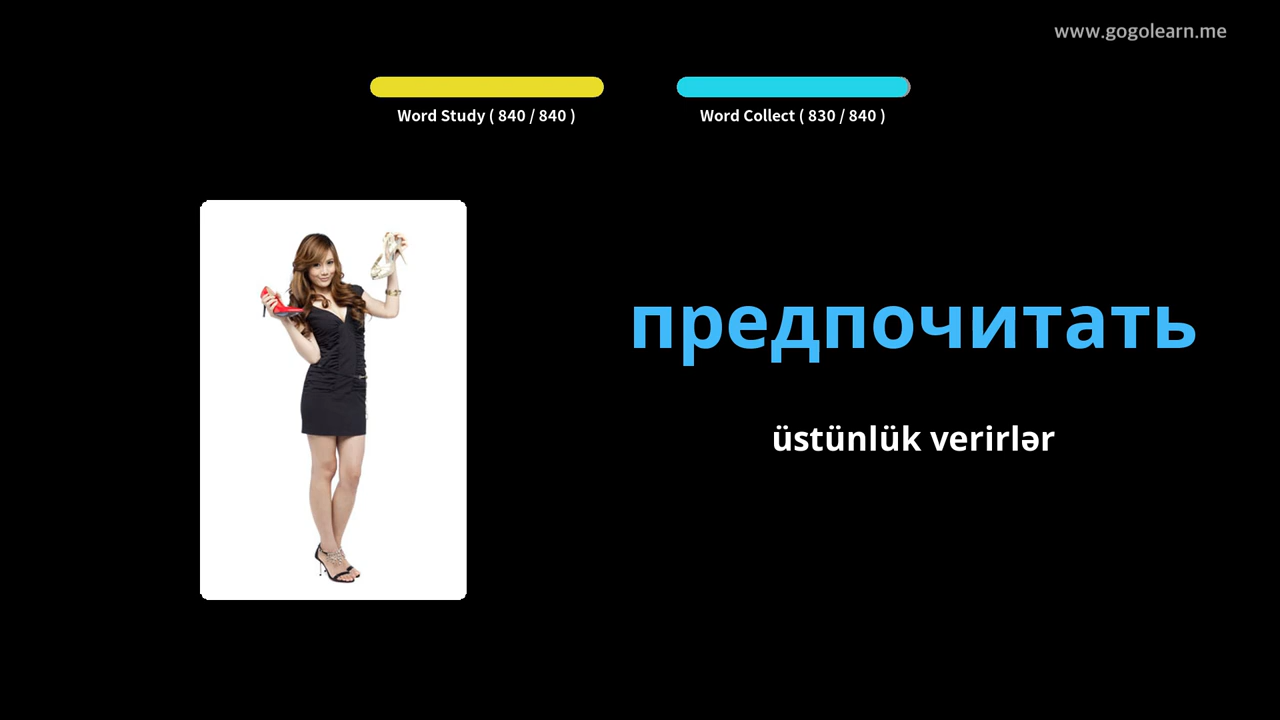 www.gogolearn.me
Word Study ( 840 / 840 )
Word Collect ( 830 / 840 )
предпочитать
üstünlük verirlər